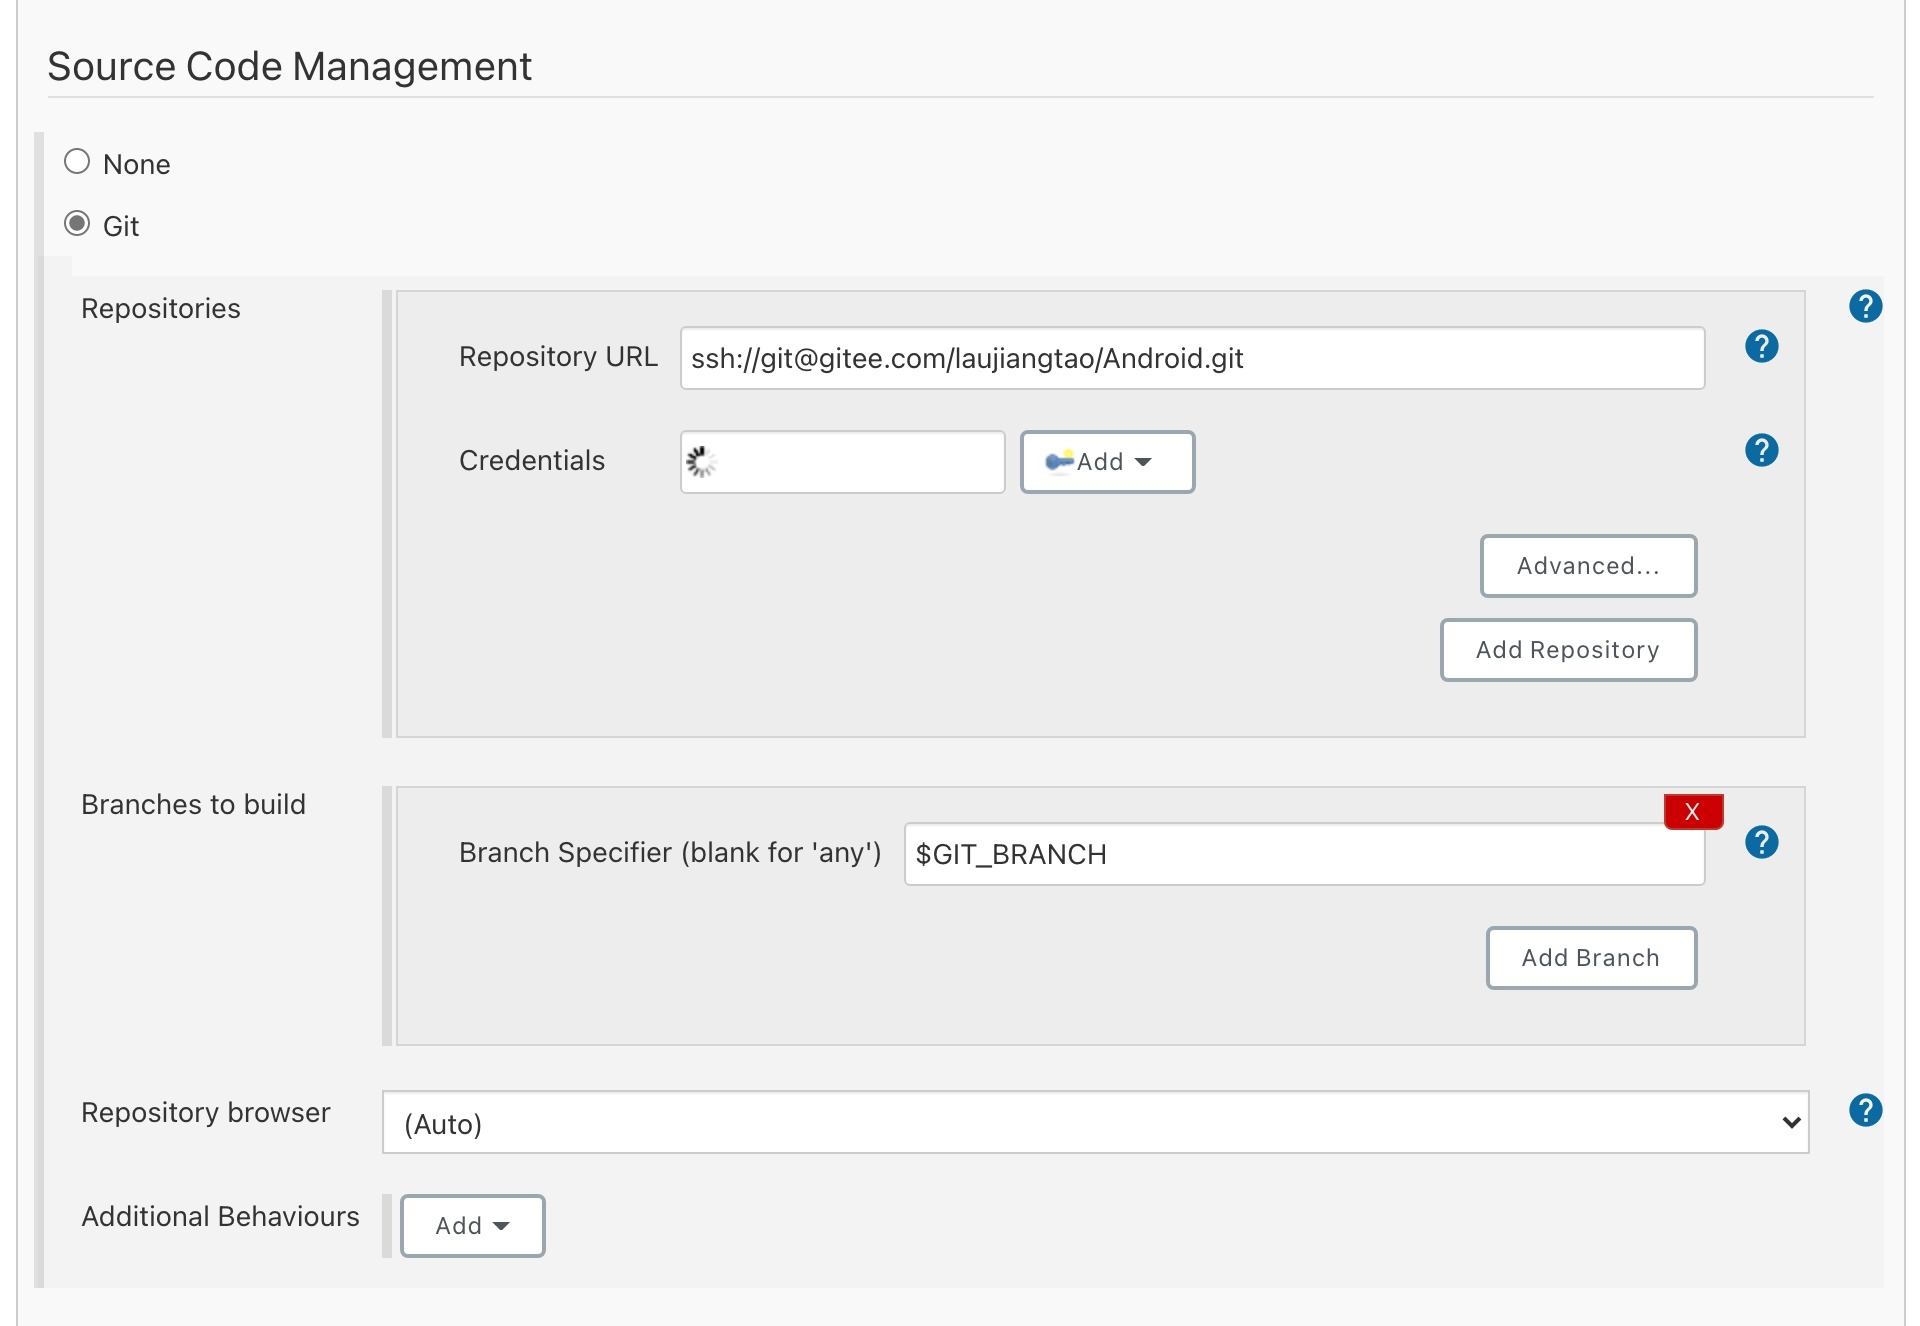 Source Code Management
None
Git
Repositories
?
Repository URL
ssh://git@gitee.com/laujiangtao/Android.git
?
Credentials
Add
?
Advanced...
Add Repository
Branches to build
X
Branch Specifier (blank for 'any')
$GIT_BRANCH
?
Add Branch
Repository browser
(Auto)
?
Additional Behaviours
Add